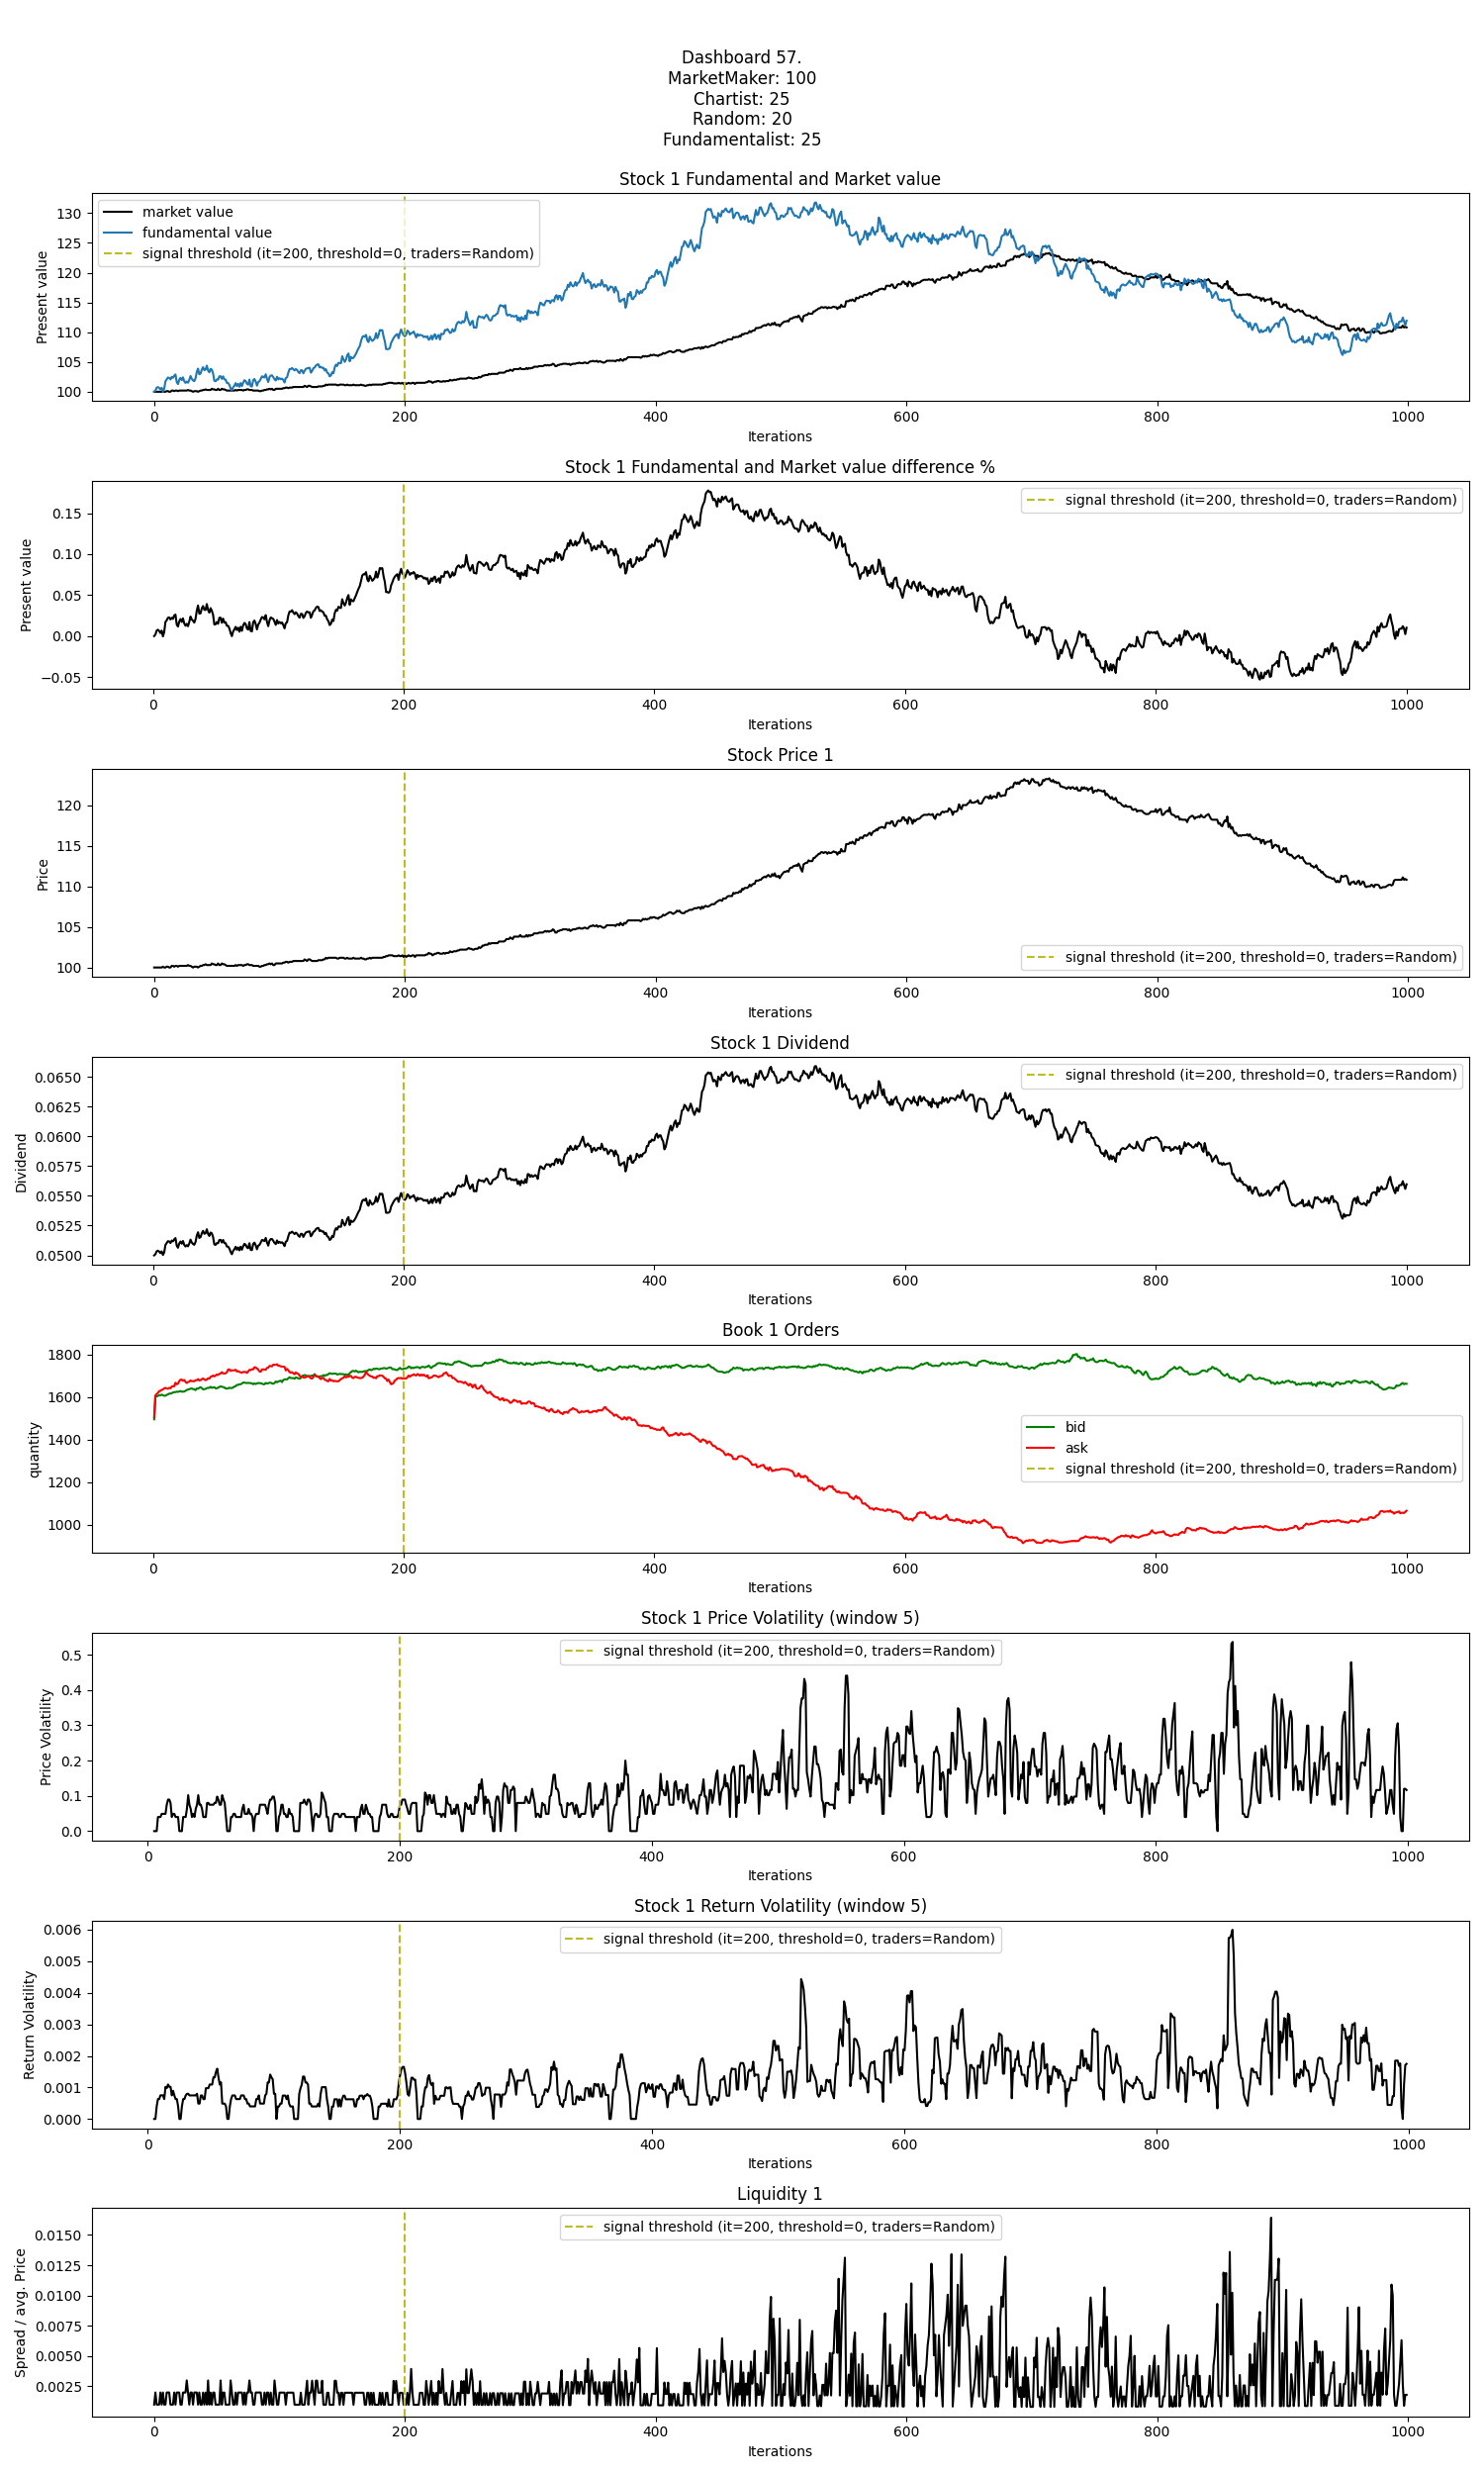 Dashboard 57.
MarketMaker: 100
Chartist: 25
Random: 20
Fundamentalist: 25
Stock 1 Fundamental and Market value
market value
fundamental value
signal threshold (it=200, threshold=0, traders=Random)
Present value
130
125
120
115
110
105
100
0 200 400 600 800 1000
Iterations
Stock 1 Fundamental and Market value difference %
signal threshold (it=200, threshold=0, traders=Random)
Present value
0.15
0.10
0.05
0.00
−0.05
0 200 400 600 800 1000
Iterations
Stock Price 1
Price
120
115
110
105
100
signal threshold (it=200, threshold=0, traders=Random)
0 200 400 600 800 1000
Iterations
Stock 1 Dividend
signal threshold (it=200, threshold=0, traders=Random)
Dividend
0.0650
0.0625
0.0600
0.0575
0.0550
0.0525
0.0500
0 200 400 600 800 1000
Iterations
Book 1 Orders
quantity
1800
1600
1400
1200
1000
bid
ask
signal threshold (it=200, threshold=0, traders=Random)
0 200 400 600 800 1000
Iterations
Stock 1 Price Volatility (window 5)
signal threshold (it=200, threshold=0, traders=Random)
Price Volatility
0.5
0.4
0.3
0.2
0.1
0.0
0 200 400 600 800 1000
Iterations
Stock 1 Return Volatility (window 5)
signal threshold (it=200, threshold=0, traders=Random)
Return Volatility
0.006
0.005
0.004
0.003
0.002
0.001
0.000
0 200 400 600 800 1000
Iterations
Liquidity 1
signal threshold (it=200, threshold=0, traders=Random)
Spread / avg. Price
0.0150
0.0125
0.0100
0.0075
0.0050
0.0025
0 200 400 600 800 1000
Iterations